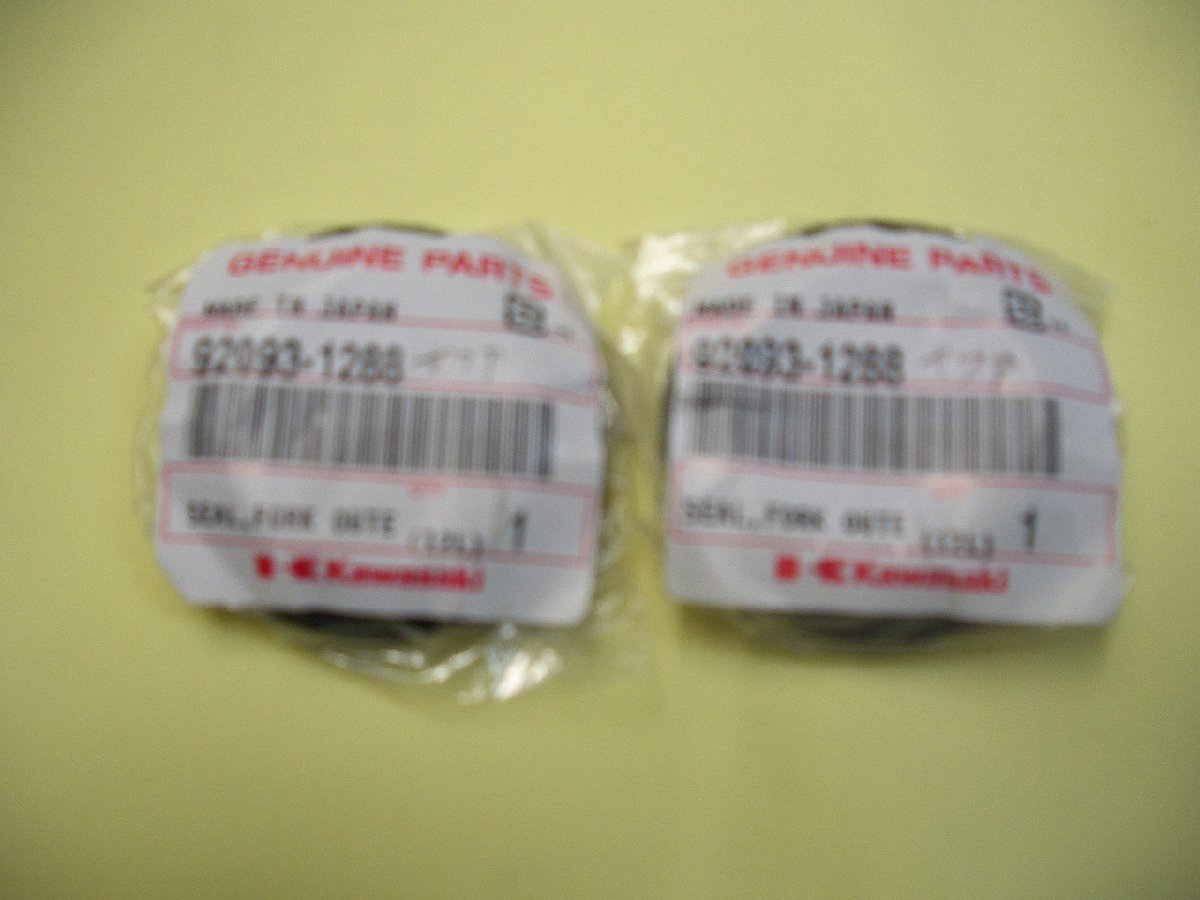 GENUINE PARTS
MADE IN JAPAN
92093-1288
SEAL,FORK OUTE
1
Kawasaki
GENUINE PARTS
MADE IN JAPAN
92093-1288
SEAL,FORK OUTE
1
Kawasaki